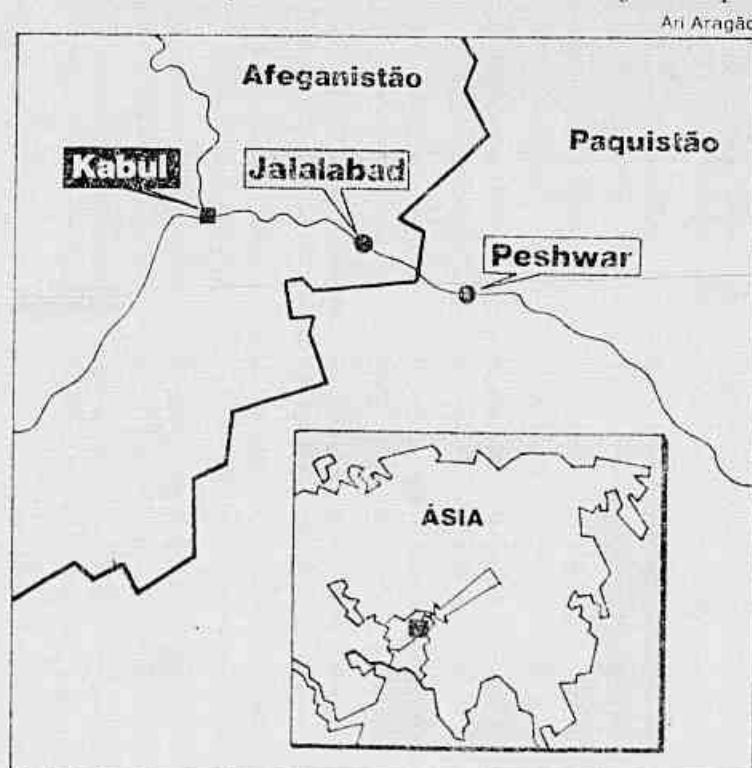 Ari Aragão
Afeganistão
Paquistão
Kabul
Jalalabad
Peshwar
ÁSIA